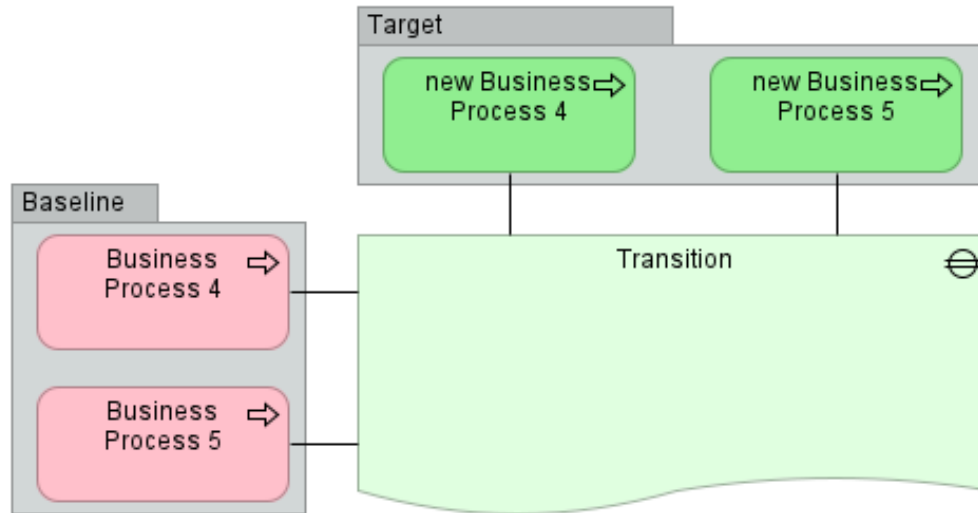 Target
new Business
Process 4
new Business
Process 5
Baseline
Business
Process 4
Transition
Business
Process 5